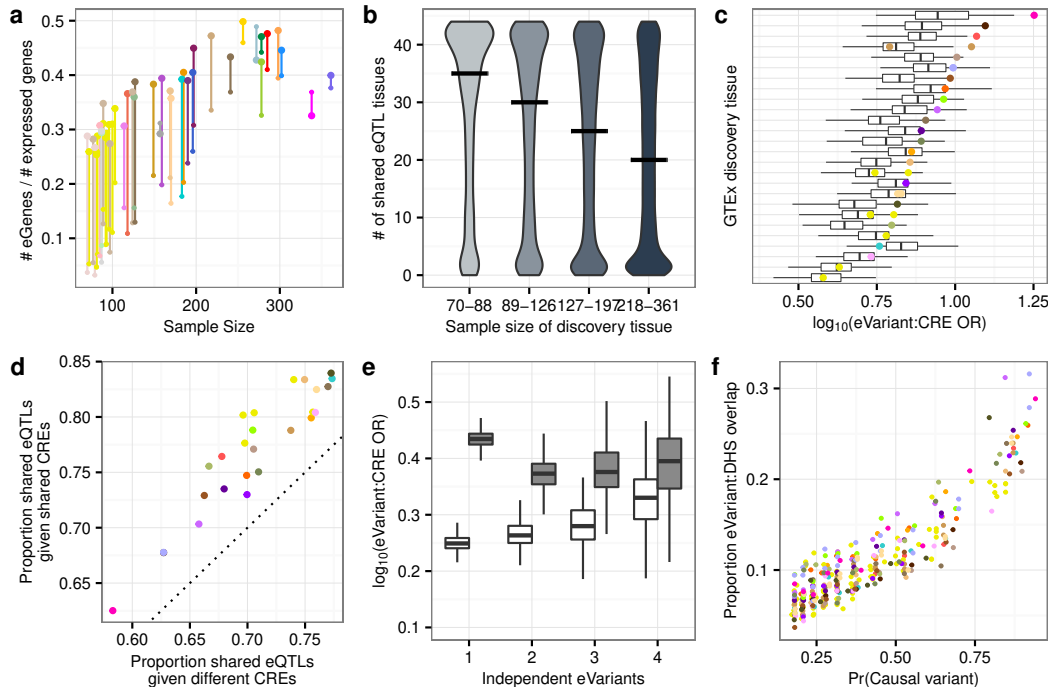 a
# eGenes / # expressed genes
0.5
0.4
0.3
0.2
0.1
100
200
300
Sample Size
b
# of shared eQTL tissues
40
30
20
10
0
70−88
89−126
127−197
218−361
Sample size of discovery tissue
c
GTEx discovery tissue
0.50
0.75
1.00
1.25
log10(eVariant:CRE OR)
d
Proportion shared eQTLs
given shared CREs
0.85
0.80
0.75
0.70
0.65
0.60
0.65
0.70
0.75
Proportion shared eQTLs
given different CREs
e
log10(eVariant:CRE OR)
0.5
0.4
0.3
0.2
0.1
1
2
3
4
Independent eVariants
f
Proportion eVariant:DHS overlap
0.3
0.2
0.1
0.25
0.50
0.75
Pr(Causal variant)